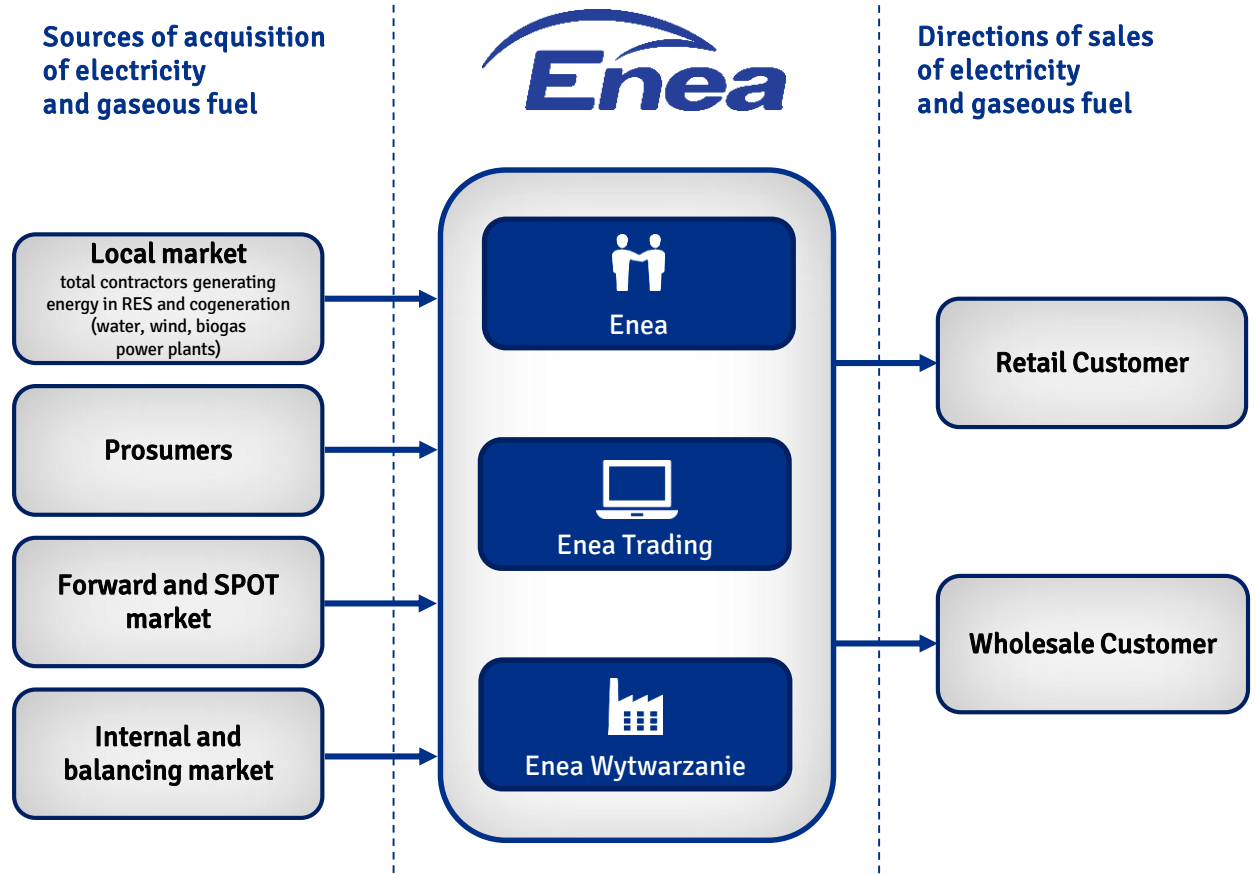 Sources of acquisition
of electricity
and gaseous fuel
Enea
Directions of sales
of electricity
and gaseous fuel
Local market
total contractors generating
energy in RES and cogeneration
(water, wind, biogas
power plants)
Prosumers
Forward and SPOT
market
Internal and
balancing market
Enea
Enea Trading
Enea Wytwarzanie
Retail Customer
Wholesale Customer